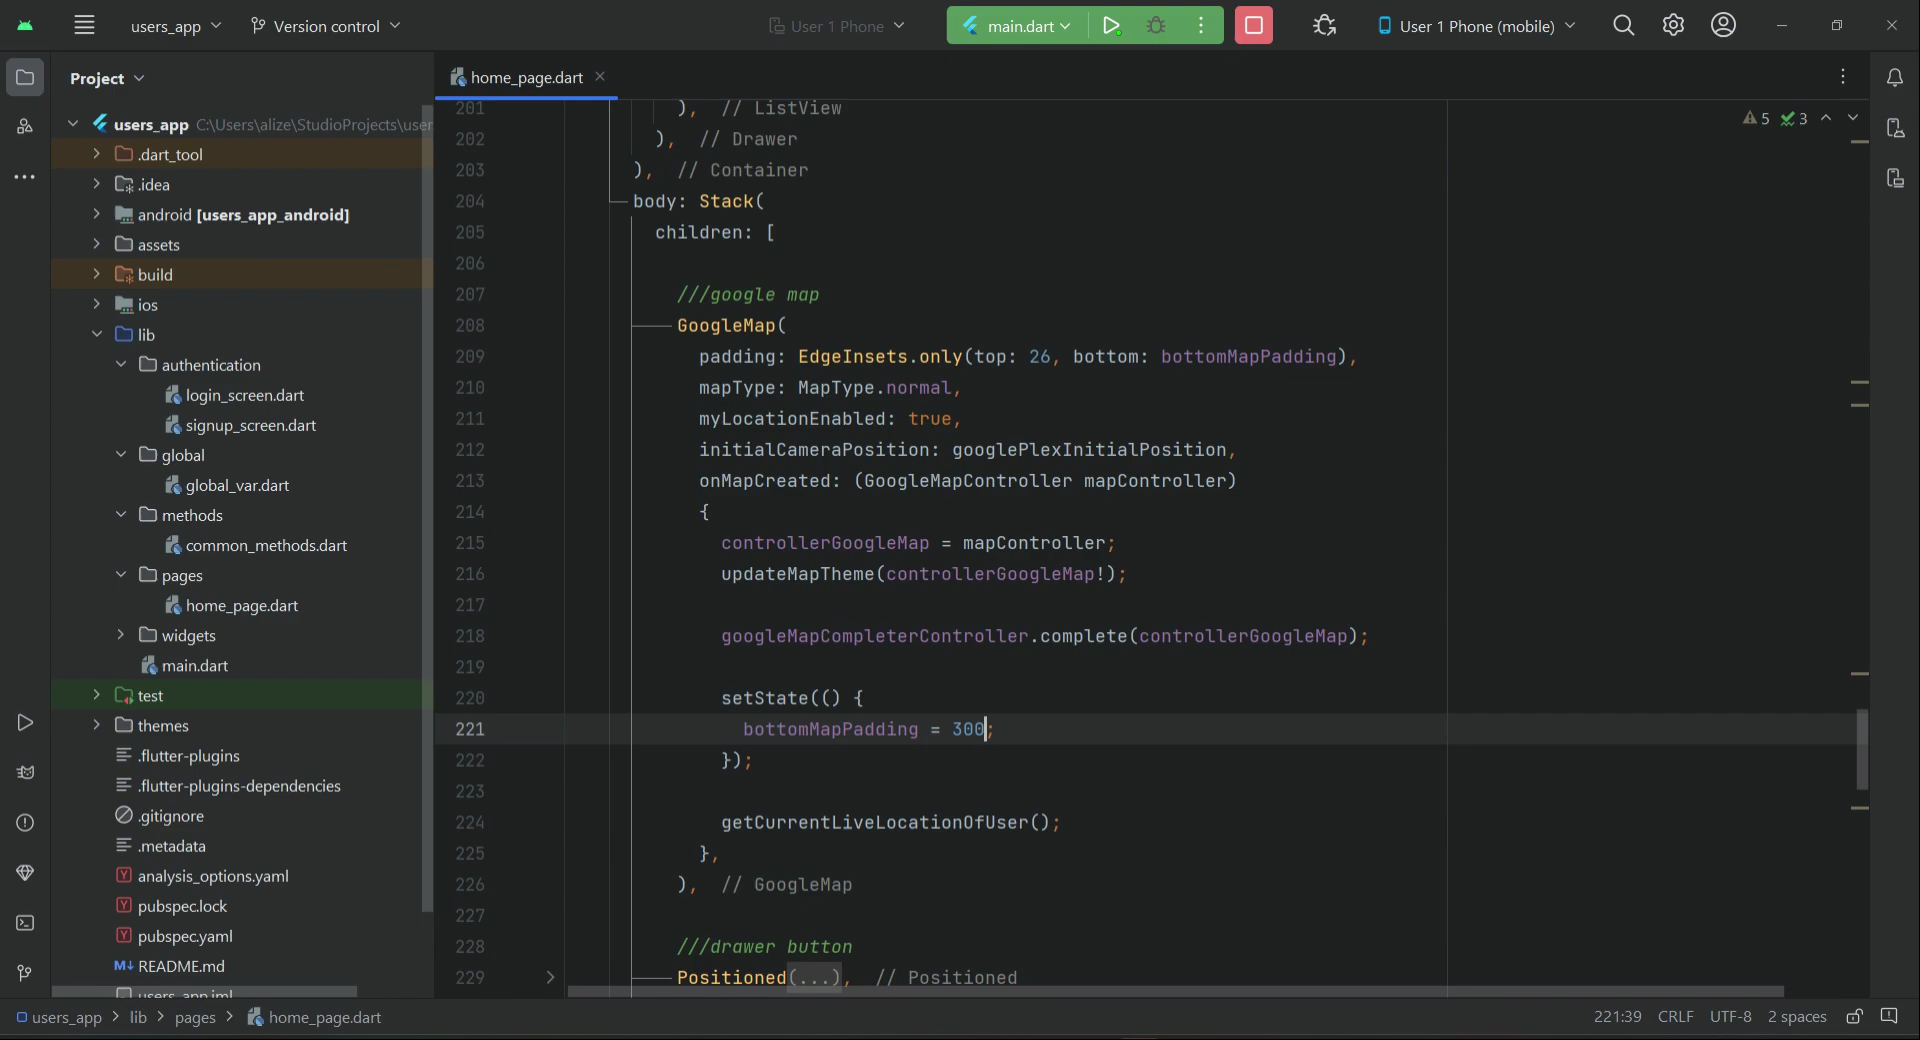 users_app
Version control
User 1 Phone
main.dart
User 1 Phone (mobile)
Project
home_page.dart
5 3
users_app C:\Users\alize\StudioProjects\user
.dart_tool
.idea
android [users_app_android]
assets
build
ios
lib
authentication
login_screen.dart
signup_screen.dart
global
global_var.dart
methods
common_methods.dart
pages
home_page.dart
widgets
main.dart
test
themes
.flutter-plugins
.flutter-plugins-dependencies
.gitignore
.metadata
analysis_options.yaml
pubspec.lock
pubspec.yaml
M↓ README.md
users_app.iml
201 ), // ListView
202 ), // Drawer
203 ), // Container
204 body: Stack(
205 children: [
206
207 ///google map
208 GoogleMap(
209 padding: EdgeInsets.only(top: 26, bottom: bottomMapPadding),
210 mapType: MapType.normal,
211 myLocationEnabled: true,
212 initialCameraPosition: googlePlexInitialPosition,
213 onMapCreated: (GoogleMapController mapController)
214 {
215 controllerGoogleMap = mapController;
216 updateMapTheme(controllerGoogleMap!);
217
218 googleMapCompleterController.complete(controllerGoogleMap);
219
220 setState(() {
221 bottomMapPadding = 300;
222 });
223
224 getCurrentLiveLocationOfUser();
225 },
226 ), // GoogleMap
227
228 ///drawer button
229 Positioned(...), // Positioned
users_app > lib > pages > home_page.dart
221:39 CRLF UTF-8 2 spaces